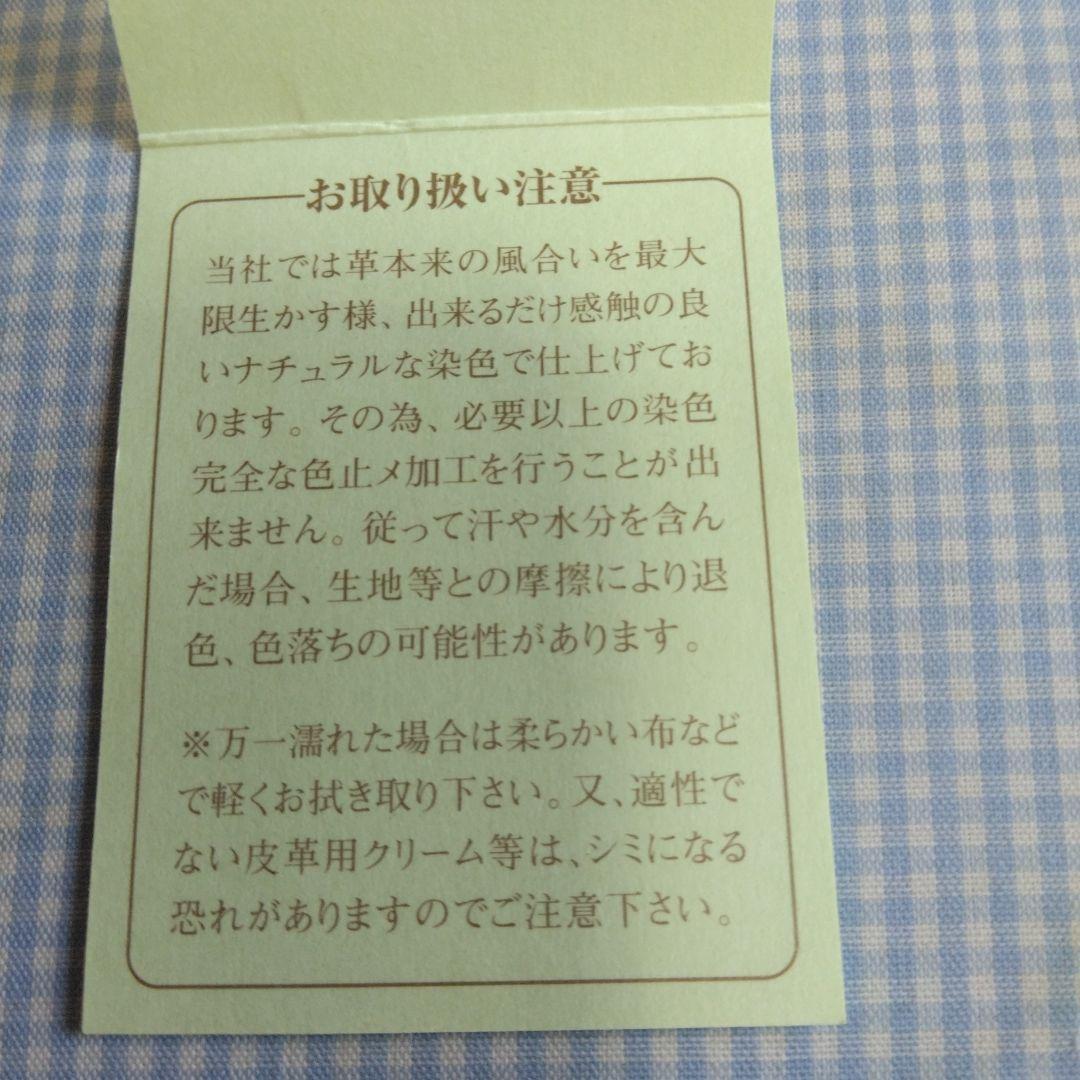 お取り扱い注意
当社では革本来の風合いを最大
限生かす様、出来るだけ感触の良
いナチュラルな染色で仕上げてお
ります。その為、必要以上の染色
完全な色止メ加工を行うことが出
来ません。従って汗や水分を含ん
だ場合、生地等との摩擦により退
色、色落ちの可能性があります。
※万一濡れた場合は柔らかい布など
で軽くお拭き取り下さい。又、適性で
ない皮革用クリーム等は、シミになる
恐れがありますのでご注意下さい。